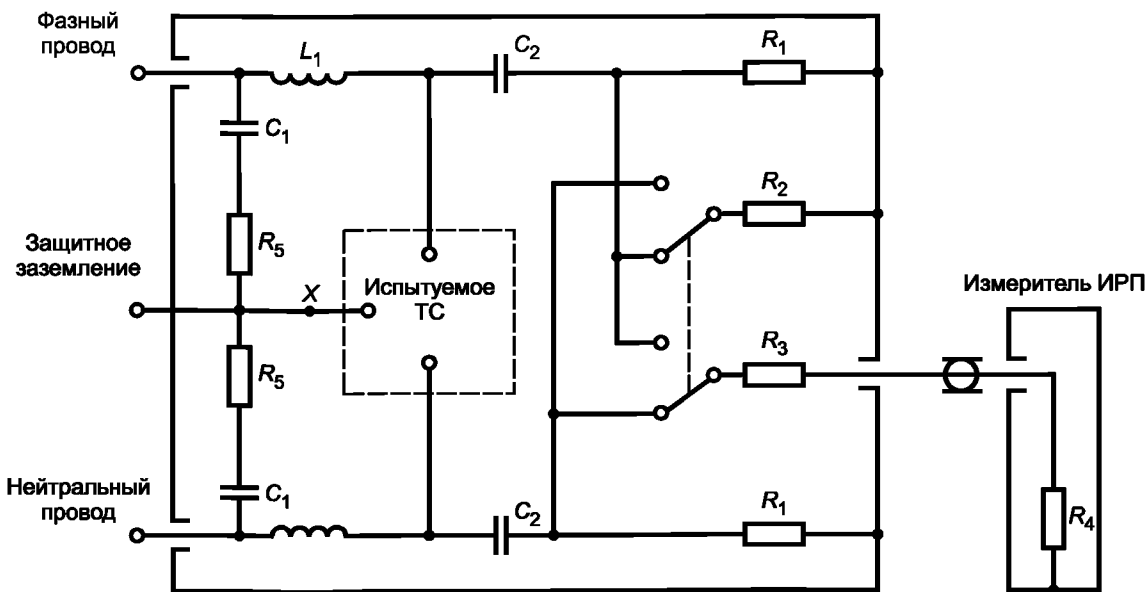 Фазный
провод
L1
C2
R1
C1
R2
R5
Защитное
заземление
X
Испытуемое
ТС
Измеритель ИРП
R3
R5
Нейтральный
провод
C1
C2
R1
R4